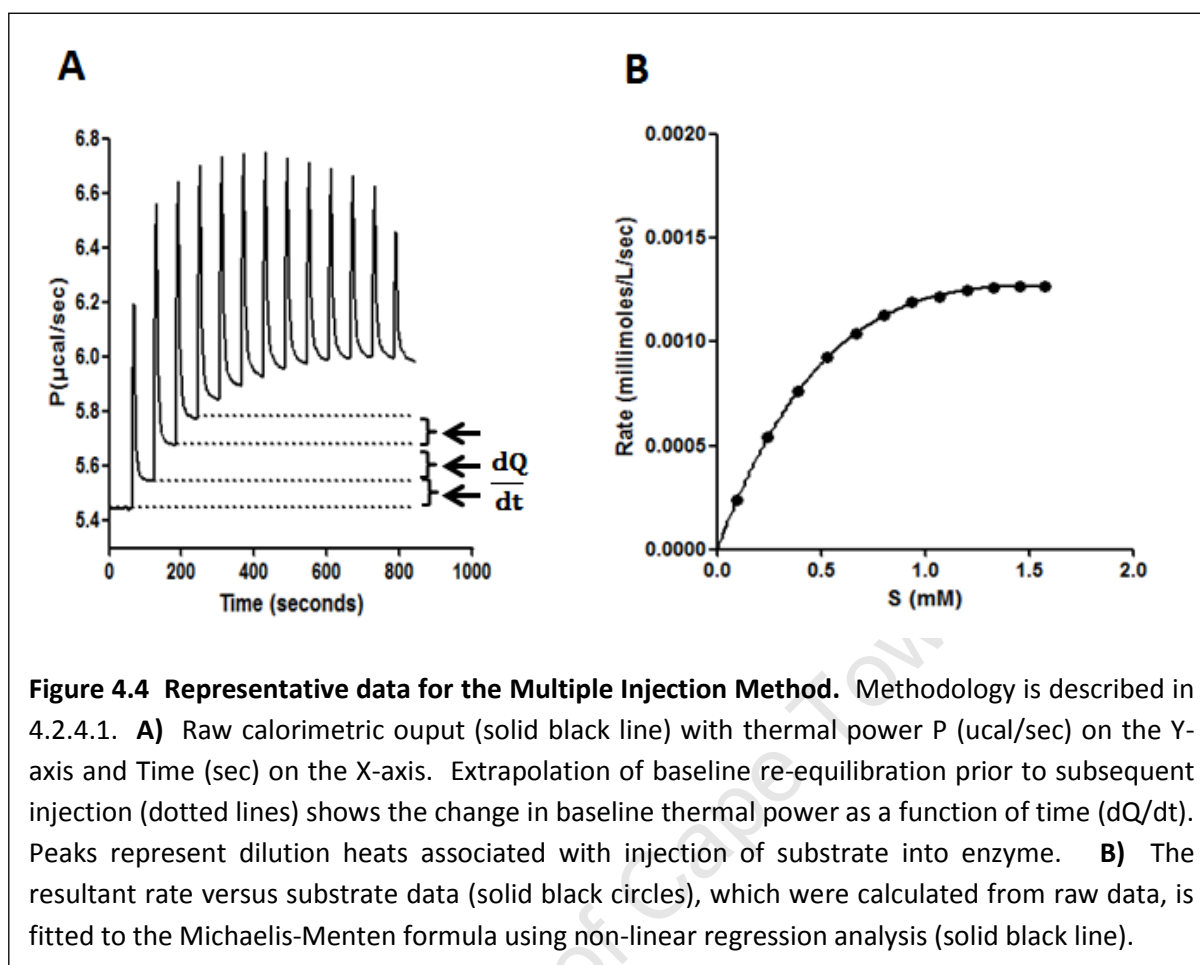 A
B
P(µcal/sec)
6.8
6.6
6.4
6.2
6.0
5.8
5.6
5.4
0 200 400 600 800 1000
Time (seconds)
dQ
dt
Rate (millimoles/L/sec)
0.0020
0.0015
0.0010
0.0005
0.0000
0.0 0.5 1.0 1.5 2.0
S (mM)
Figure 4.4 Representative data for the Multiple Injection Method. Methodology is described in
4.2.4.1. A) Raw calorimetric ouput (solid black line) with thermal power P (ucal/sec) on the Y-
axis and Time (sec) on the X-axis. Extrapolation of baseline re-equilibration prior to subsequent
injection (dotted lines) shows the change in baseline thermal power as a function of time (dQ/dt).
Peaks represent dilution heats associated with injection of substrate into enzyme. B) The
resultant rate versus substrate data (solid black circles), which were calculated from raw data, is
fitted to the Michaelis-Menten formula using non-linear regression analysis (solid black line).
of Cape Tow